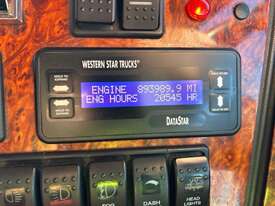 WESTERN STAR TRUCKS
ENGINE 893989.9 MI
ENG HOURS 20545 HR
DATASTAR
FOG
DASH
HEAD
LIGHTS